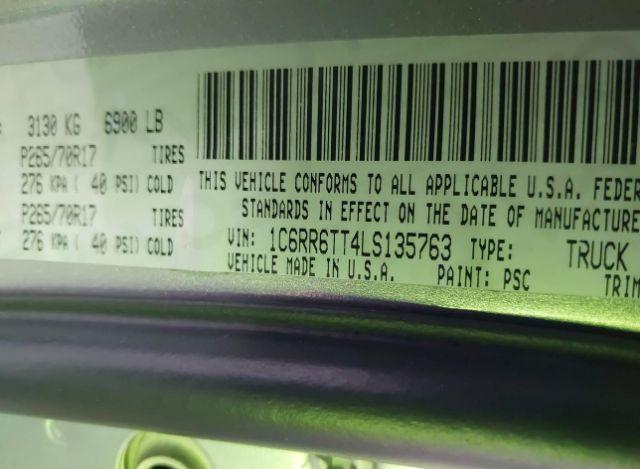 3130 KG 6900 LB
P265/70R17 TIRES
276 KPA ( 40 PSI) COLD
P265/70R17 TIRES
276 KPA ( 40 PSI) COLD
THIS VEHICLE CONFORMS TO ALL APPLICABLE U.S.A. FEDER
STANDARDS IN EFFECT ON THE DATE OF MANUFACTURE
VIN: 1C6RR6TT4LS135763 TYPE: TRUCK
VEHICLE MADE IN U.S.A. PAINT: PSC TRIM